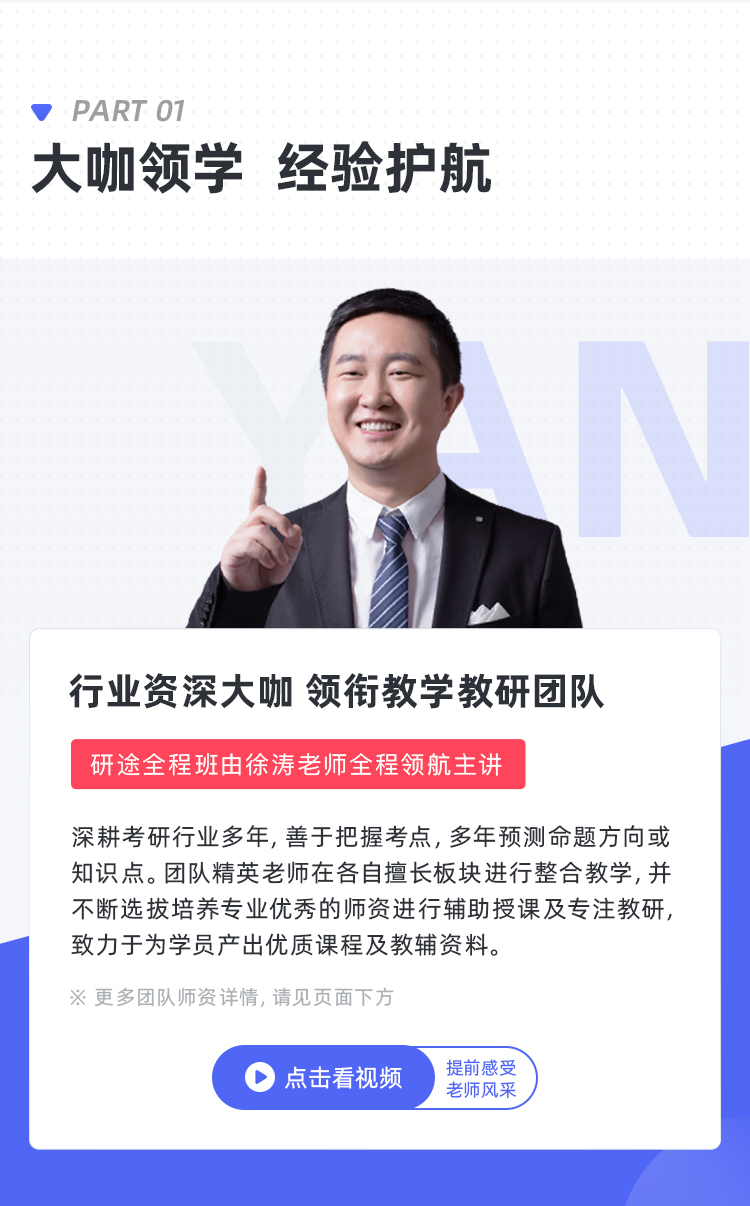 PART 01
大咖领学 经验护航
YAN
行业资深大咖 领衔教学教研团队
研途全程班由徐涛老师全程领航主讲
深耕考研行业多年, 善于把握考点, 多年预测命题方向或
知识点。团队精英老师在各自擅长板块进行整合教学, 并
不断选拔培养专业优秀的师资进行辅助授课及专注教研,
致力于为学员产出优质课程及教辅资料。
※ 更多团队师资详情, 请见页面下方
点击看视频
提前感受
老师风采